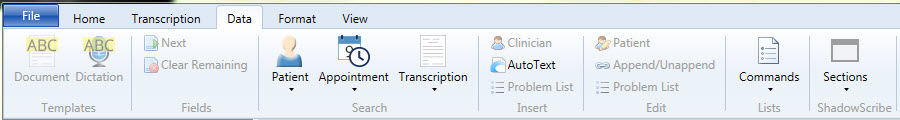 File Home Transcription Data Format View
ABC ABC
Document Dictation
Templates
Next
Clear Remaining
Fields
Patient Appointment Transcription
Search
Clinician
AutoText
Problem List
Insert
Patient
Append/Unappend
Problem List
Edit
Commands
Lists
Sections
ShadowScribe